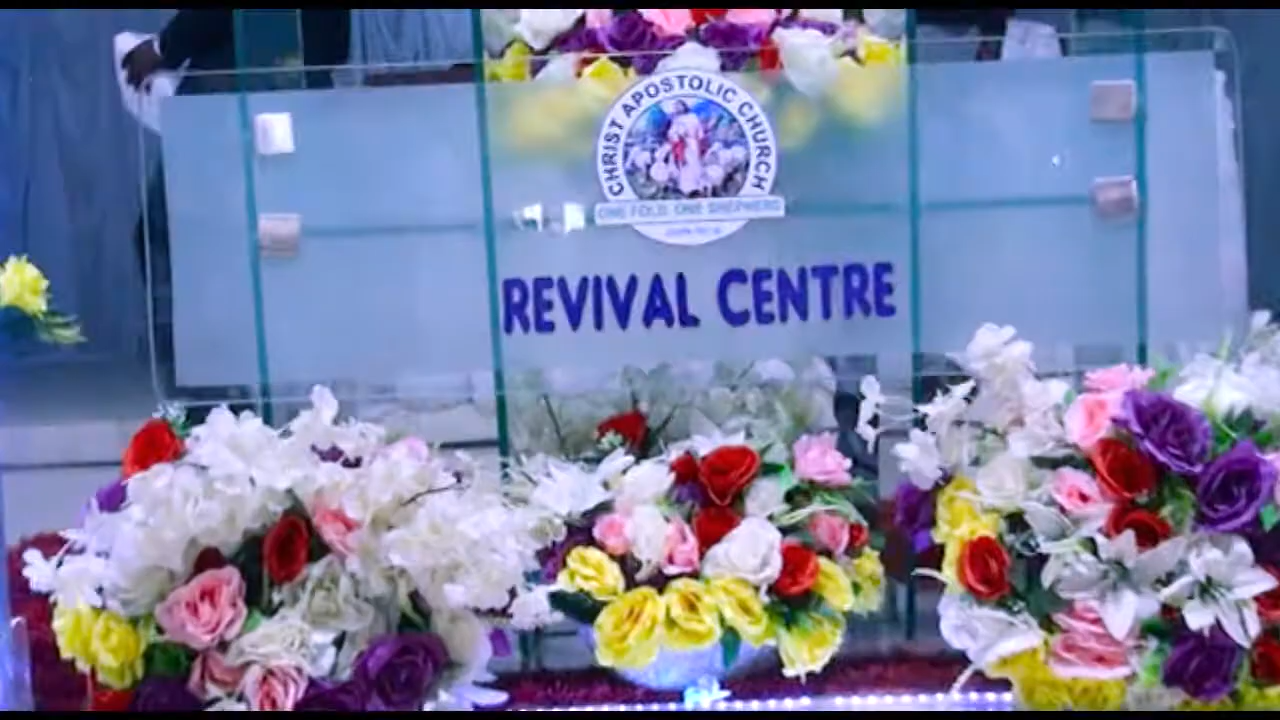 CHRIST APOSTOLIC CHURCH
ONE FOLD, ONE SHEPHERD
REVIVAL CENTRE